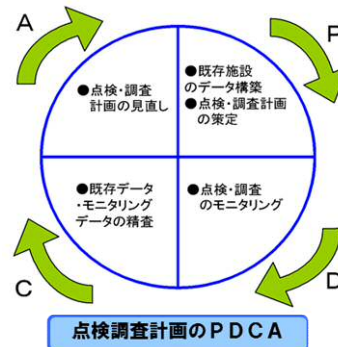 A
P
●点検・調査
計画の見直し
●既存施設
のデータ構築
●点検・調査計画
の策定
●既存データ
・モニタリング
データの精査
●点検・調査
のモニタリング
C
D
点検調査計画のPDCA